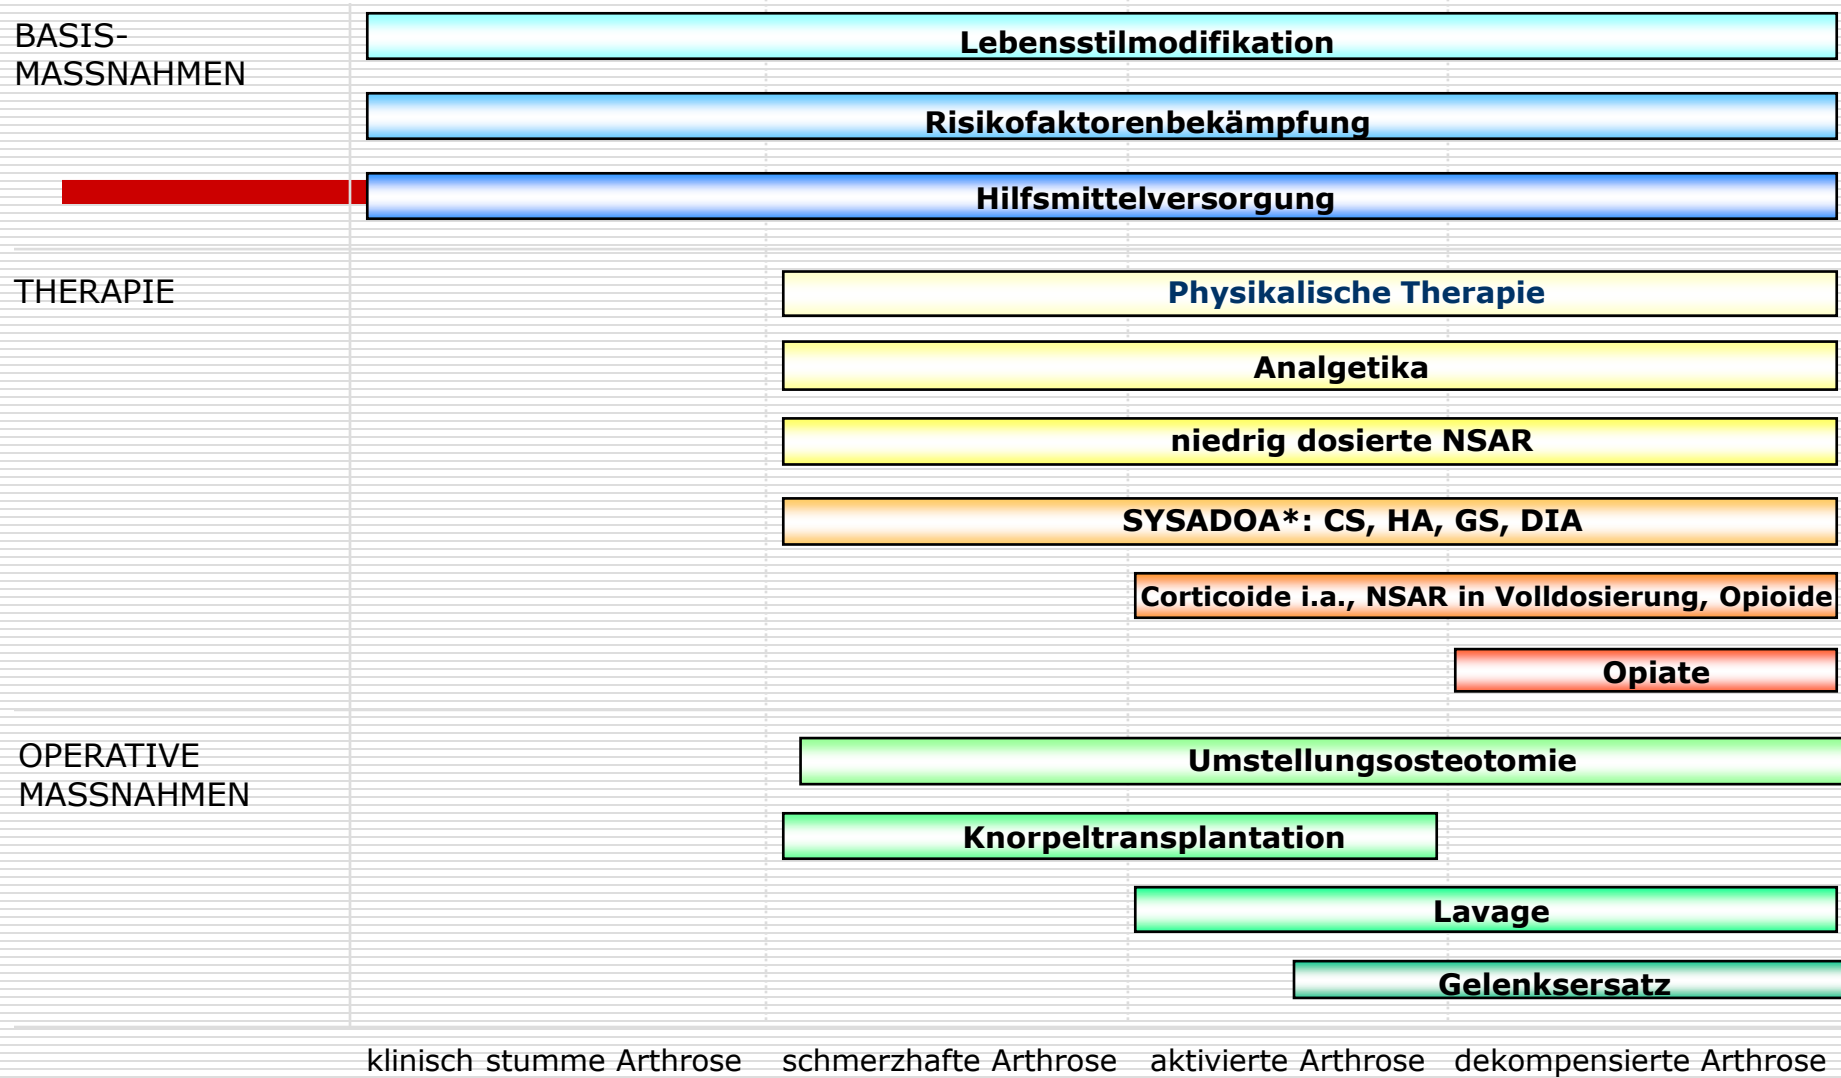 BASIS-
MASSNAHMEN
Lebensstilmodifikation
Risikofaktorenbekämpfung
Hilfsmittelversorgung
THERAPIE
Physikalische Therapie
Analgetika
niedrig dosierte NSAR
SYSADOA*: CS, HA, GS, DIA
Corticoide i.a., NSAR in Volldosierung, Opioide
Opiate
OPERATIVE
MASSNAHMEN
Umstellungsosteotomie
Knorpeltransplantation
Lavage
Gelenksersatz
klinisch stumme Arthrose schmerzhafte Arthrose aktivierte Arthrose dekompensierte Arthrose